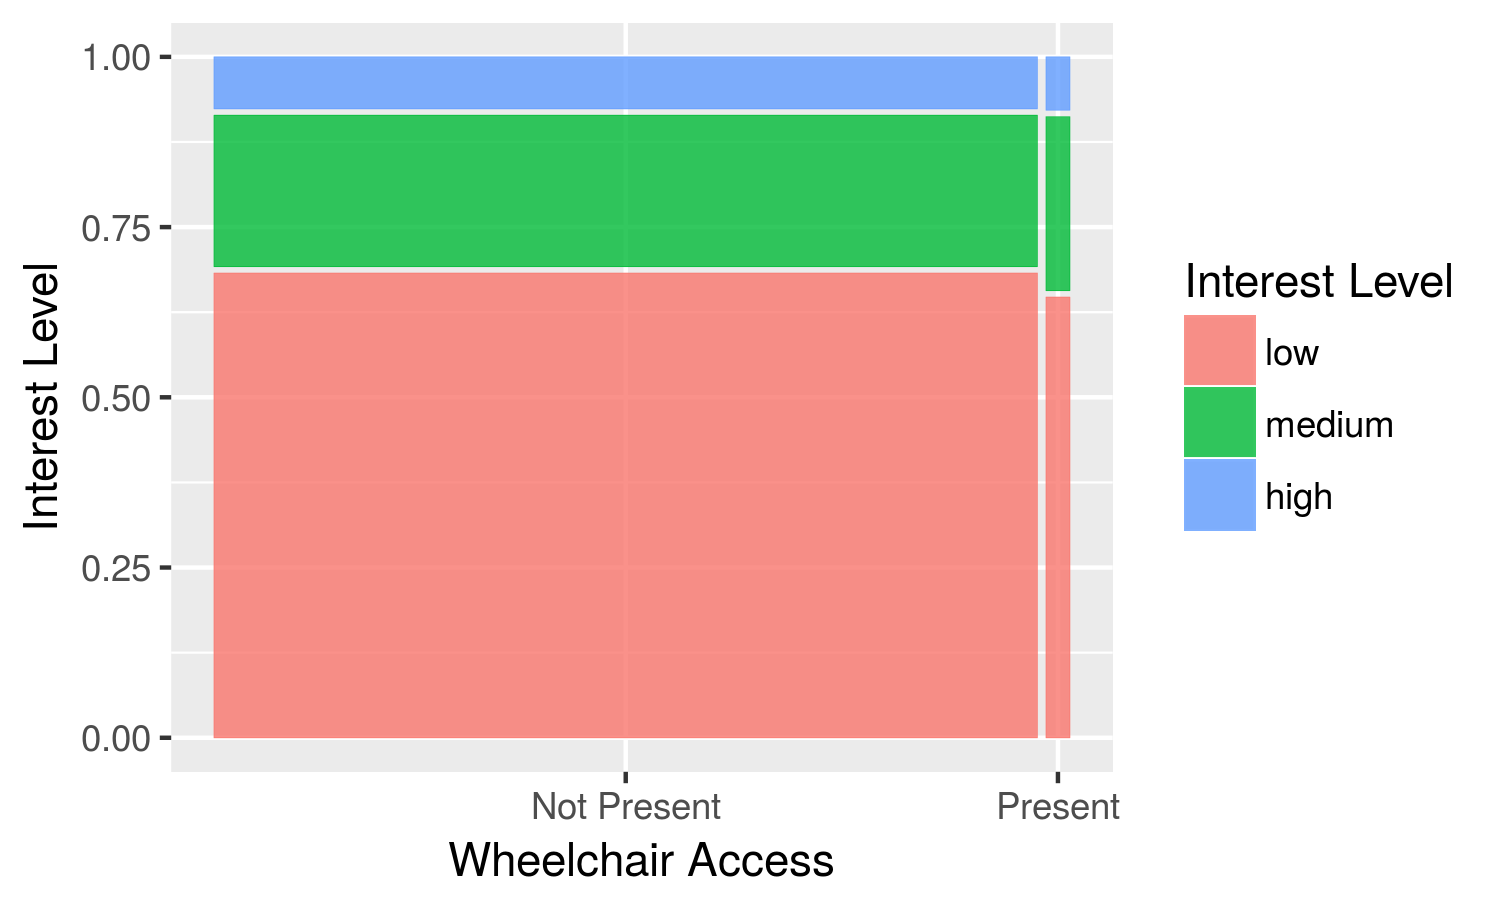 1.00
0.75
0.50
0.25
0.00
Interest Level
Not Present
Present
Wheelchair Access
Interest Level
low
medium
high